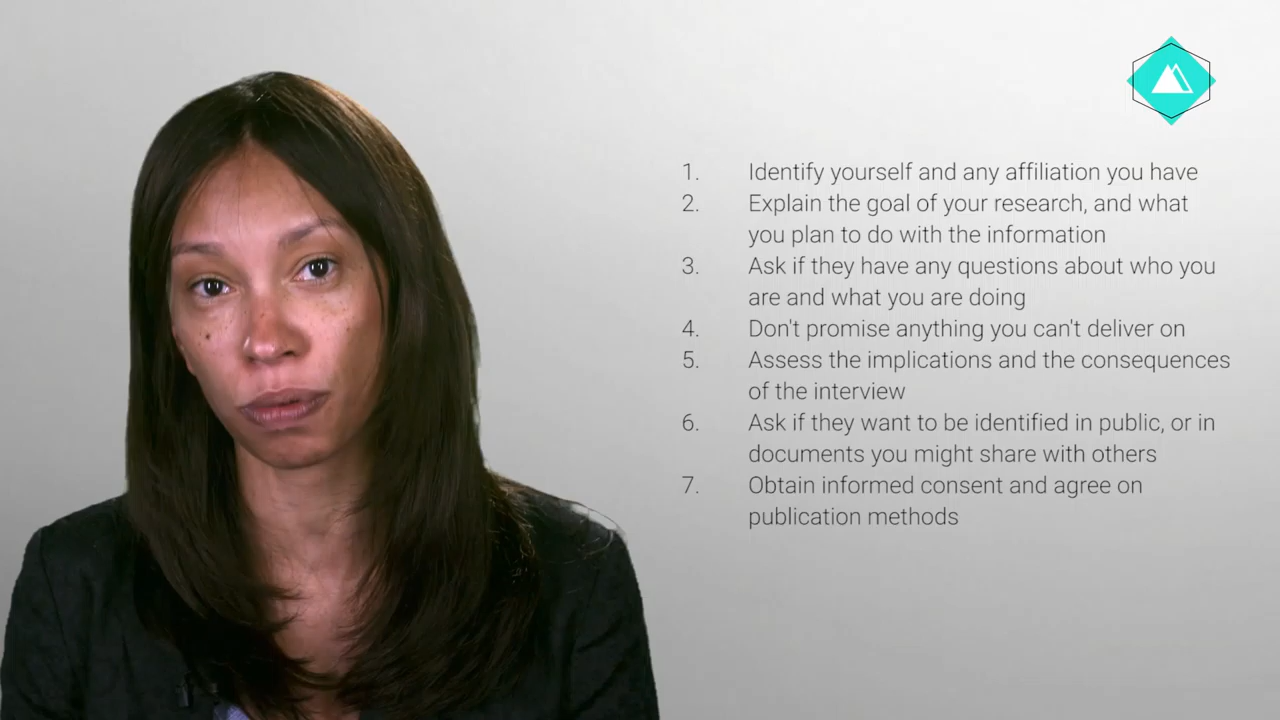 1. Identify yourself and any affiliation you have
2. Explain the goal of your research, and what
you plan to do with the information
3. Ask if they have any questions about who you
are and what you are doing
4. Don't promise anything you can't deliver on
5. Assess the implications and the consequences
of the interview
6. Ask if they want to be identified in public, or in
documents you might share with others
7. Obtain informed consent and agree on
publication methods